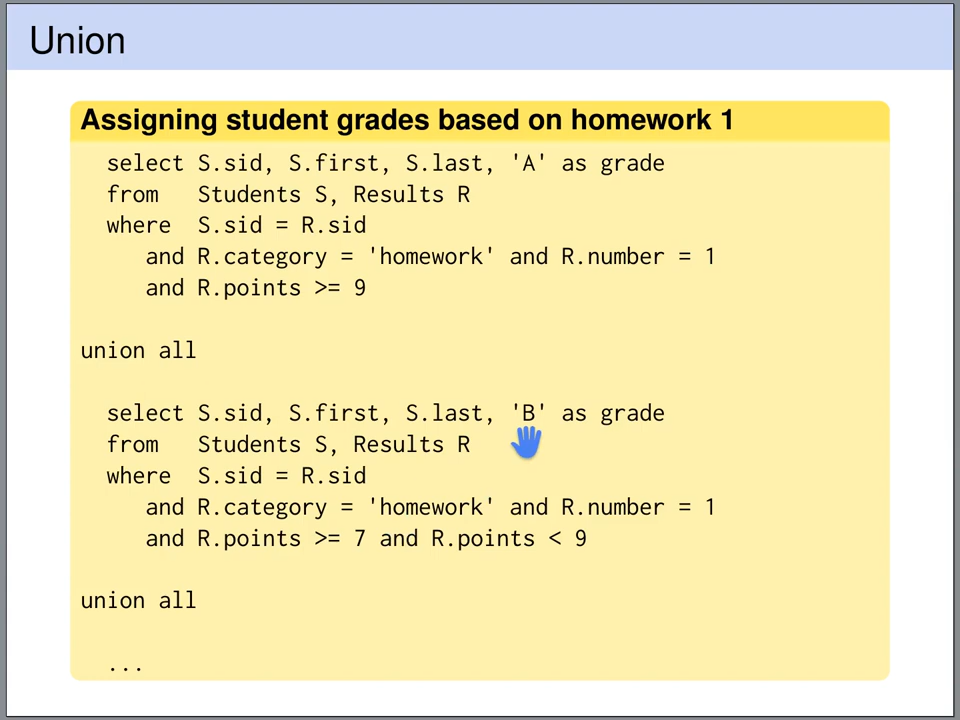 Union
Assigning student grades based on homework 1
select S.sid, S.first, S.last, 'A' as grade
from Students S, Results R
where S.sid = R.sid
and R.category = 'homework' and R.number = 1
and R.points >= 9
union all
select S.sid, S.first, S.last, 'B' as grade
from Students S, Results R
where S.sid = R.sid
and R.category = 'homework' and R.number = 1
and R.points >= 7 and R.points < 9
union all
...